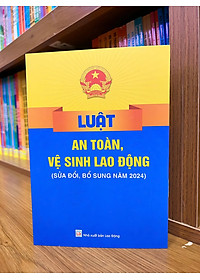 LUẬT
AN TOÀN,
VỆ SINH LAO ĐỘNG
(SỬA ĐỔI, BỔ SUNG NĂM 2024)
Nhà xuất bản Lao Động